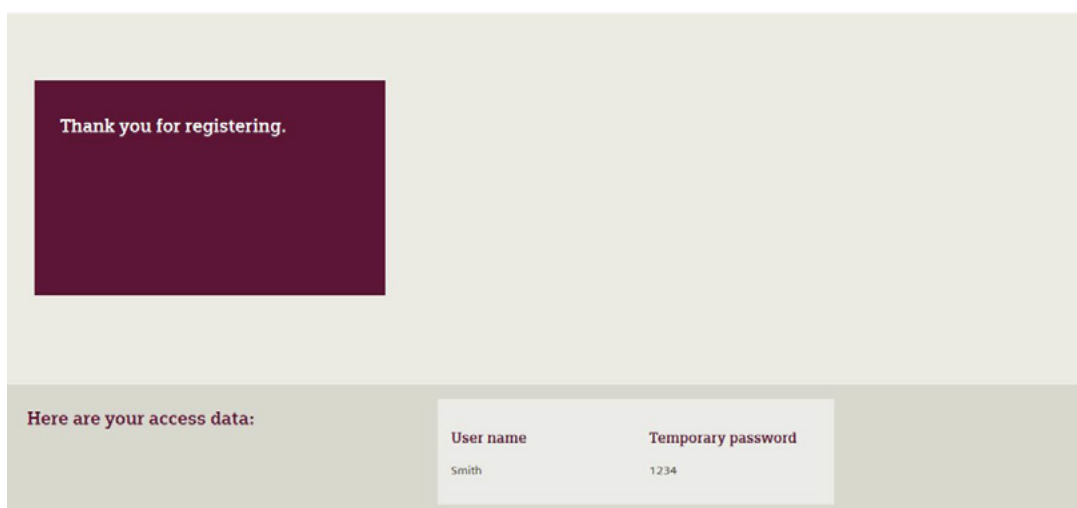 Thank you for registering.
Here are your access data:
User name Temporary password
Smith 1234